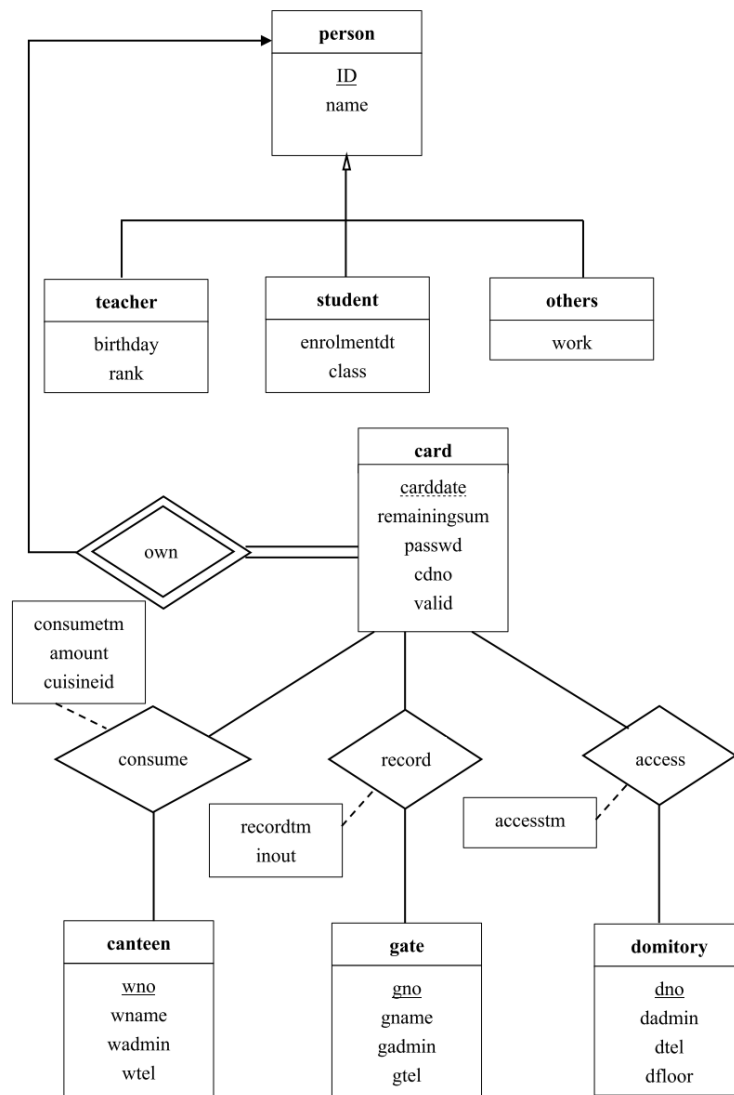 person
ID
name
teacher
birthday
rank
student
enrolmentdt
class
others
work
card
carddate
remainingsum
passwd
cdno
valid
own
consumetm
amount
cuisineid
consume
record
access
recordtm
inout
accesstm
canteen
wno
wname
wadmin
wtel
gate
gno
gname
gadmin
gtel
domitory
dno
dadmin
dtel
dfloor